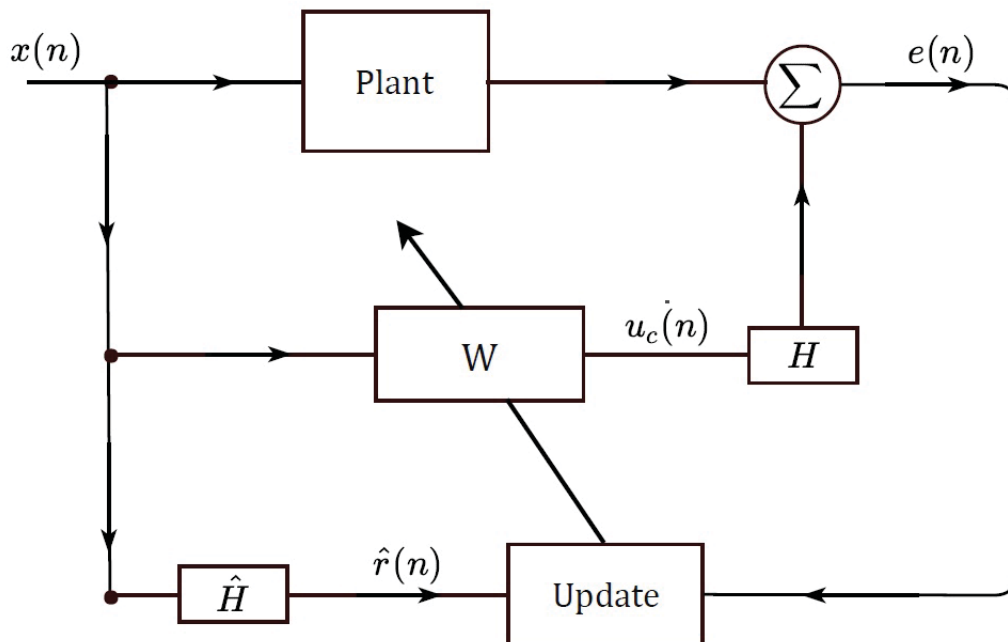 x(n)
Plant
∑
e(n)
W
u_c(n)
H
Ĥ
r̂(n)
Update